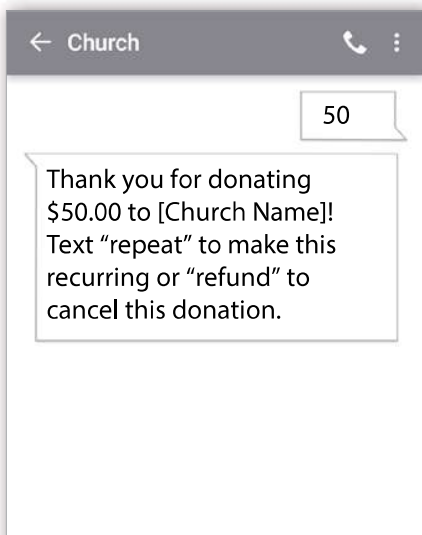 Church
50
Thank you for donating
$50.00 to [Church Name]!
Text “repeat” to make this
recurring or “refund” to
cancel this donation.